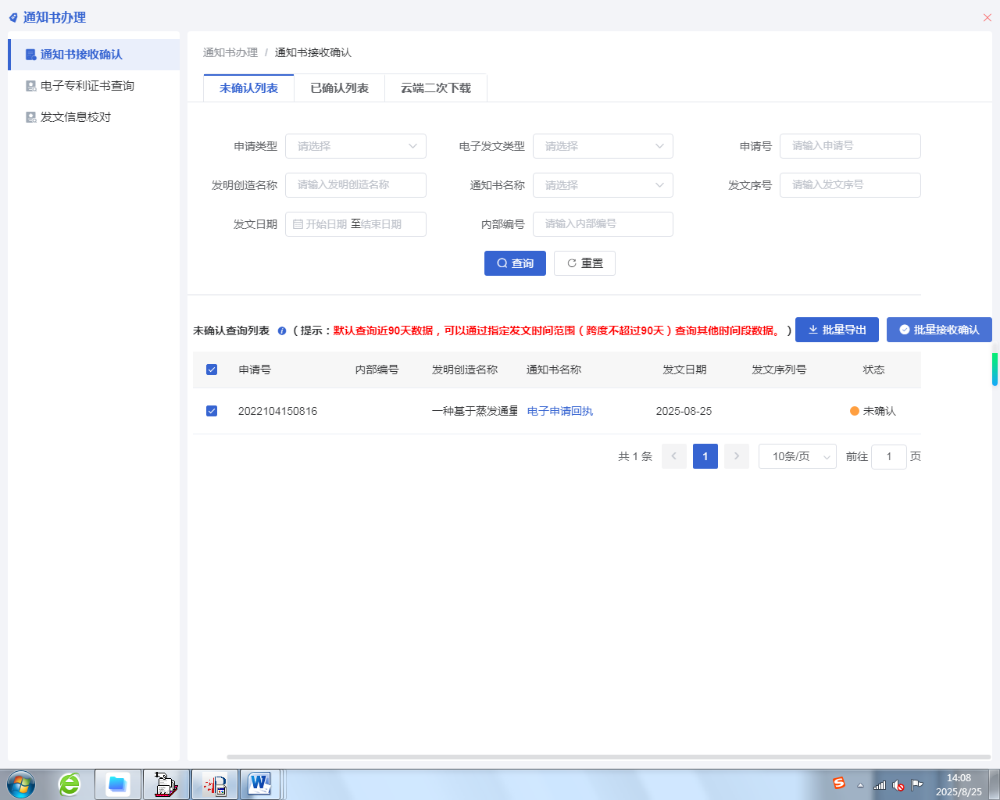 通知书办理
通知书接收确认
电子专利证书查询
发文信息校对
通知书办理 / 通知书接收确认
未确认列表 已确认列表 云端二次下载
申请类型 请选择 电子发文类型 请选择 申请号 请输入申请号
发明创造名称 请输入发明创造名称 通知书名称 请选择 发文序号 请输入发文序号
发文日期 开始日期 至 结束日期 内部编号 请输入内部编号
查询 重置
未确认查询列表 （提示：默认查询近90天数据，可以通过指定发文时间范围（跨度不超过90天）查询其他时间段数据。） 批量导出 批量接收确认
申请号 内部编号 发明创造名称 通知书名称 发文日期 发文序列号 状态
2022104150816 一种基于蒸发通量 电子申请回执 2025-08-25 未确认
共 1 条 1 10条/页 前往 1 页
14:08
2025/8/25